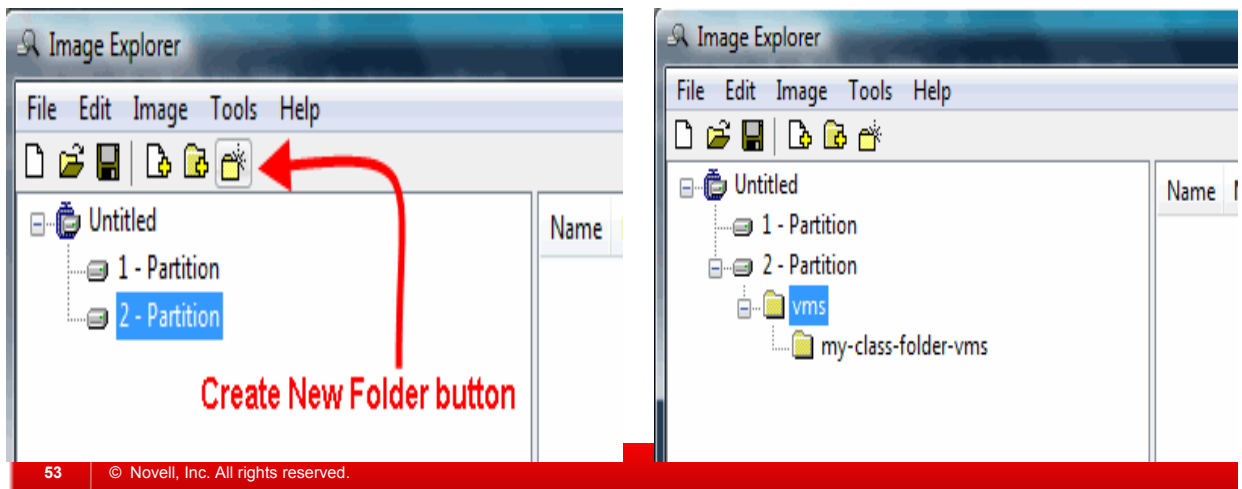 Image Explorer
File Edit Image Tools Help
Untitled
1 - Partition
2 - Partition
Name
Create New Folder button
Image Explorer
File Edit Image Tools Help
Untitled
1 - Partition
2 - Partition
vms
my-class-folder-vms
Name
53 © Novell, Inc. All rights reserved.